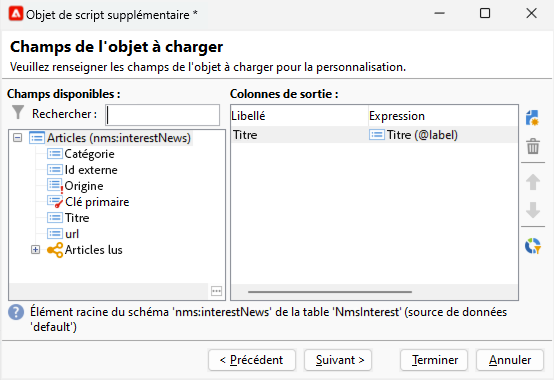 Objet de script supplémentaire *
Champs de l'objet à charger
Veuillez renseigner les champs de l'objet à charger pour la personnalisation.
Champs disponibles :
Rechercher :
Articles (nms:interestNews)
Catégorie
Id externe
Origine
Clé primaire
Titre
url
Articles lus
Colonnes de sortie :
Libellé Expression
Titre Titre (@label)
Élément racine du schéma 'nms:interestNews' de la table 'NmsInterest' (source de données
'default')
< Précédent Suivant > Terminer Annuler